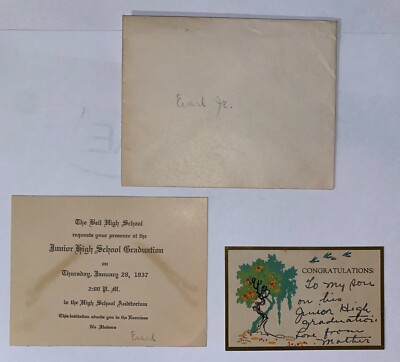 Earl Jr.
The Bell High School
requests your presence at the
Junior High School Graduation
on
Thursday, January 28, 1937
2:00 P. M.
in the High School Auditorium
This invitation admits you to the Exercises
No Flowers
Earl
CONGRATULATIONS:
To my son
on his
Junior High
graduation.
Love from
Mother